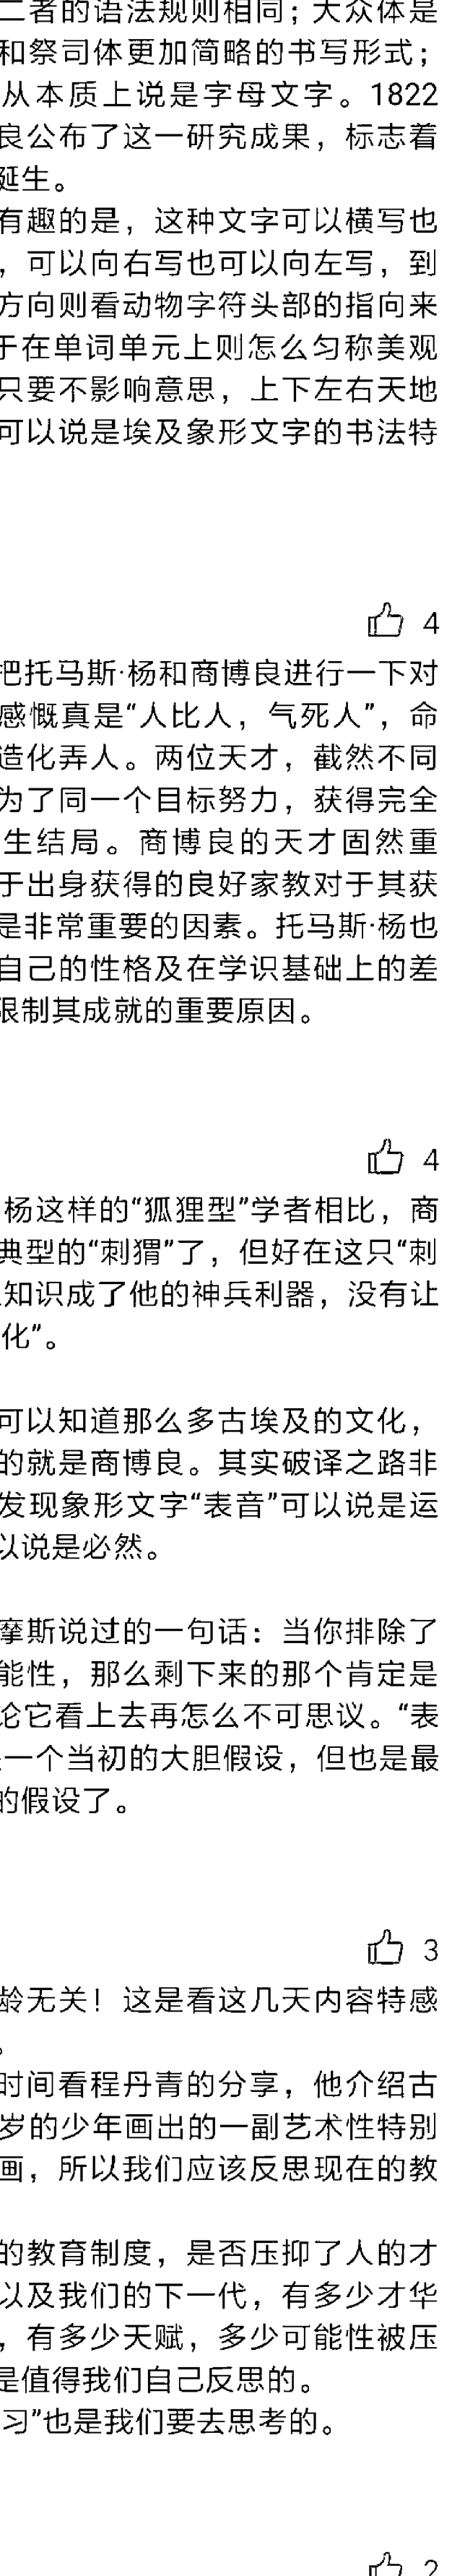 二者的语法规则相同；大众体是
和祭司体更加简略的书写形式；
从本质上说是字母文字。1822
良公布了这一研究成果，标志着
诞生。
有趣的是，这种文字可以横写也
，可以向右写也可以向左写，到
方向则看动物字符头部的指向来
于在单词单元上则怎么匀称美观
只要不影响意思，上下左右天地
可以说是埃及象形文字的书法特
4
把托马斯·杨和商博良进行一下对
感慨真是“人比人，气死人”，命
造化弄人。两位天才，截然不同
为了同一个目标努力，获得完全
生结局。商博良的天才固然重
于出身获得的良好家教对于其获
是非常重要的因素。托马斯·杨也
自己的性格及在学识基础上的差
限制其成就的重要原因。
4
杨这样的“狐狸型”学者相比，商
典型的“刺猬”了，但好在这只“刺
知识成了他的神兵利器，没有让
化”。
可以知道那么多古埃及的文化，
的就是商博良。其实破译之路非
发现象形文字“表音”可以说是运
以说是必然。
摩斯说过的一句话：当你排除了
能性，那么剩下来的那个肯定是
论它看上去再怎么不可思议。“表
一个当初的大胆假设，但也是最
的假设了。
3
龄无关！这是看这几天内容特感
。
时间看程丹青的分享，他介绍古
岁的少年画出的一副艺术性特别
画，所以我们应该反思现在的教
的教育制度，是否压抑了人的才
以及我们的下一代，有多少才华
，有多少天赋，多少可能性被压
是值得我们自己反思的。
习”也是我们要去思考的。
2